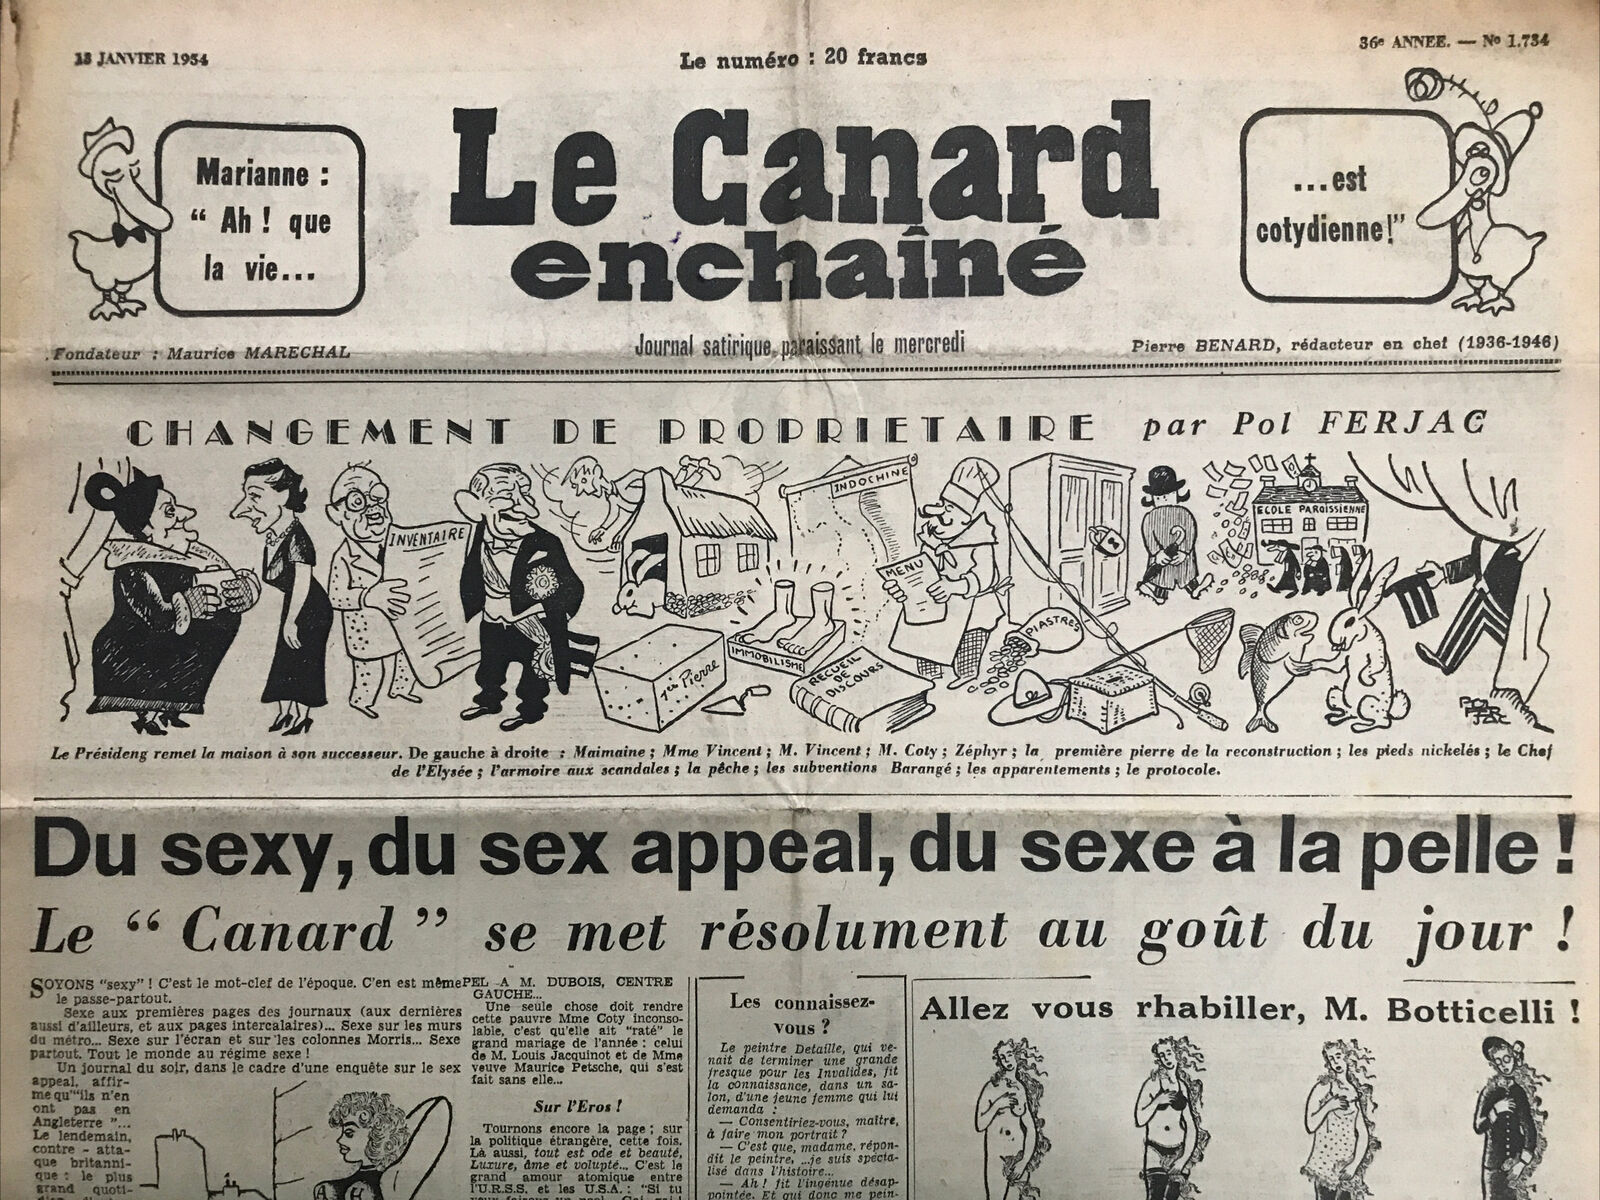 13 JANVIER 1954
Le numéro : 20 francs
36e ANNEE. — No 1.734
Marianne :
“ Ah ! que
la vie...
Le Canard
enchaîné
...est
cotydienne!”
Fondateur : Maurice MARECHAL
Journal satirique paraissant le mercredi
Pierre BENARD, rédacteur en chef (1936-1946)
CHANGEMENT DE PROPRIETAIRE par Pol FERJAC
INVENTAIRE
INDOCHINE
MENU
ECOLE PAROISSIENNE
PIASTRES
IMMOBILISME
1re Pierre
RECUEIL
DE
DISCOURS
POL
FER
JAC
Le Présideng remet la maison à son successeur. De gauche à droite : Maimaine ; Mme Vincent ; M. Vincent ; M. Coty ; Zéphyr ; la première pierre de la reconstruction ; les pieds nickelés ; le Chef
de l'Elysée ; l'armoire aux scandales ; la pêche ; les subventions Barangé ; les apparentements ; le protocole.
Du sexy, du sex appeal, du sexe à la pelle !
Le “ Canard ” se met résolument au goût du jour !
SOYONS "sexy" ! C'est le mot-clef de l'époque. C'en est même
le passe-partout.
Sexe aux premières pages des journaux (aux dernières
aussi d'ailleurs, et aux pages intercalaires)... Sexe sur les murs
du métro... Sexe sur l'écran et sur les colonnes Morris... Sexe
partout. Tout le monde au régime sexe !
Un journal du soir, dans le cadre d'une enquête sur le sex
appeal, affir-
me qu'"ils n'en
ont pas en
Angleterre "...
Le lendemain,
contre - atta-
que britanni-
que : le plus
grand quoti-
A H
PEL A M. DUBOIS, CENTRE
GAUCHE...
Une seule chose doit rendre
cette pauvre Mme Coty inconso-
lable, c'est qu'elle ait "raté" le
grand mariage de l'année : celui
de M. Louis Jacquinot et de Mme
veuve Maurice Petsche, qui s'est
fait sans elle...
Sur l'Eros !
Tournons encore la page ; sur
la politique étrangère, cette fois.
Là aussi, tout est ode et beauté,
Luxure, âme et volupté... C'est le
grand amour atomique entre
l'U.R.S.S. et les U.S.A. : "Si tu
Les connaissez-
vous ?
Le peintre Detaille, qui ve-
nait de terminer une grande
fresque pour les Invalides, fit
la connaissance, dans un sa-
lon, d'une jeune femme qui lui
demanda :
— Consentiriez-vous, maître,
à faire mon portrait ?
— C'est que, madame, répon-
dit le peintre, ...je suis specia-
lisé dans l'histoire...
— Ah ! fit l'ingénue désap-
pointée. Et qui donc me pein-
Allez vous rhabiller, M. Botticelli !